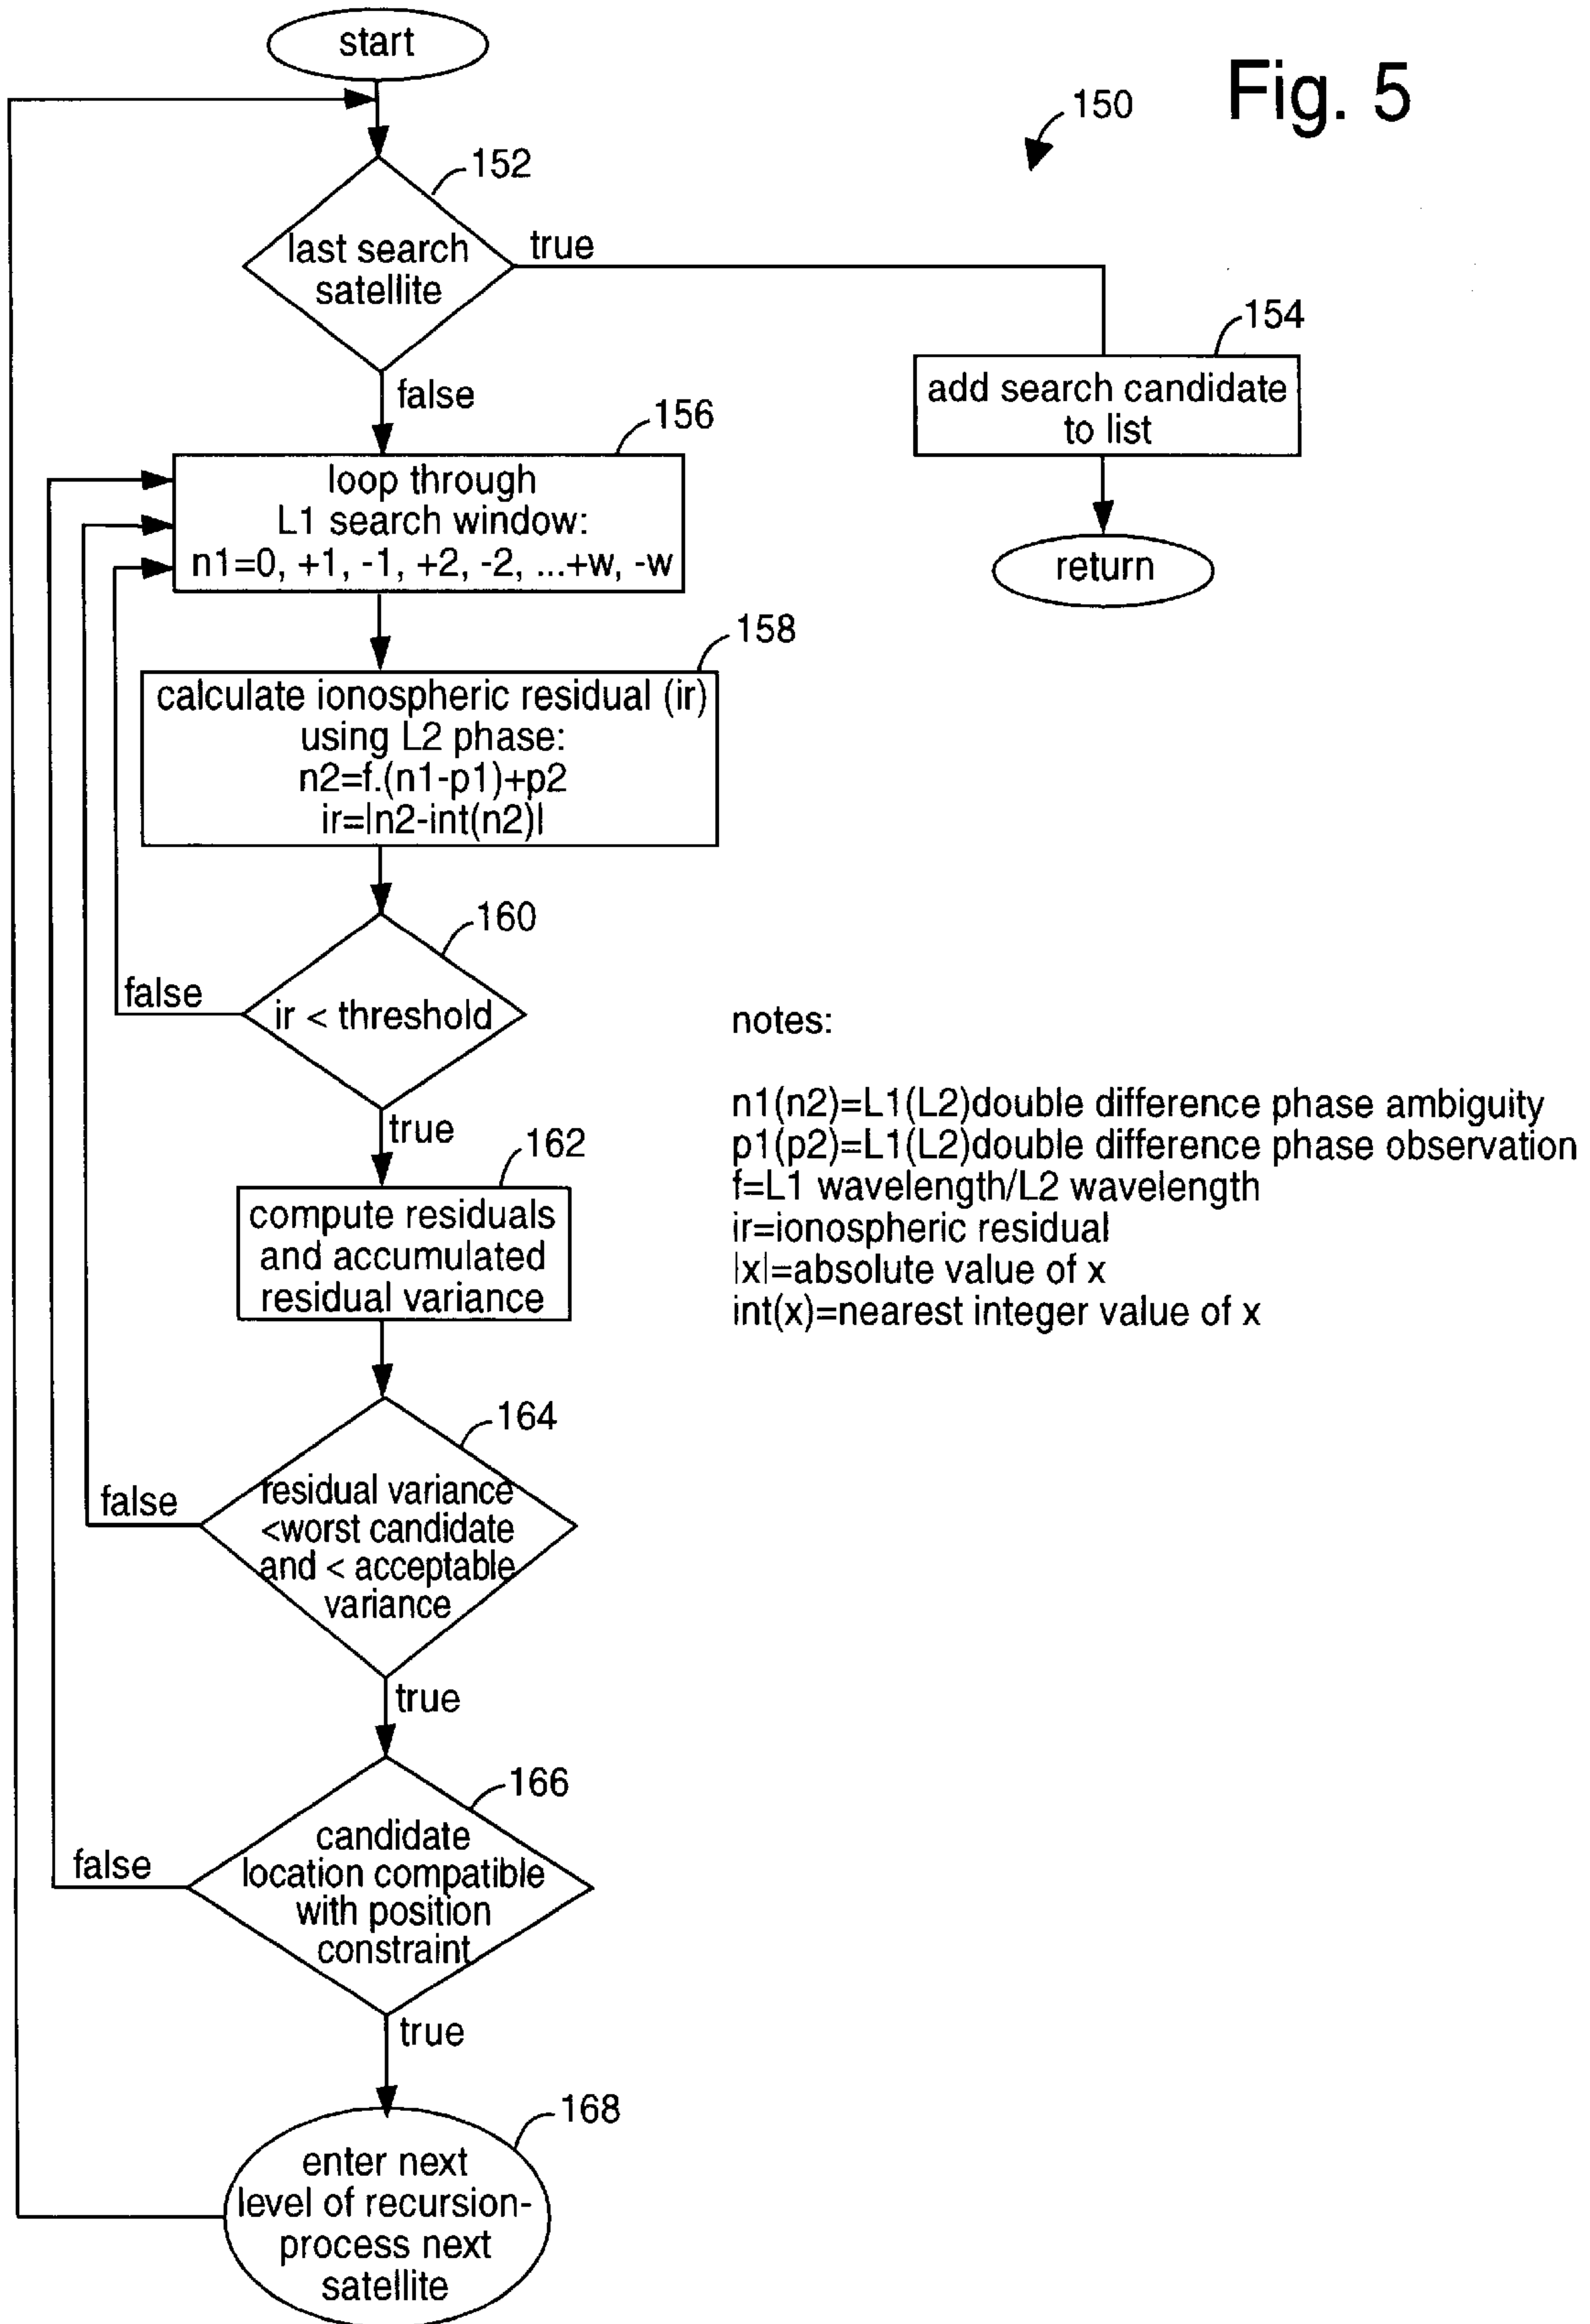 start
Fig. 5
150
152
last search
satellite
true
154
add search candidate
to list
return
false
156
loop through
L1 search window:
n1=0, +1, -1, +2, -2, ...+w, -w
158
calculate ionospheric residual (ir)
using L2 phase:
n2=f.(n1-p1)+p2
ir=|n2-int(n2)|
160
ir < threshold
false
true
162
compute residuals
and accumulated
residual variance
notes:
n1(n2)=L1(L2)double difference phase ambiguity
p1(p2)=L1(L2)double difference phase observation
f=L1 wavelength/L2 wavelength
ir=ionospheric residual
|x|=absolute value of x
int(x)=nearest integer value of x
164
residual variance
<worst candidate
and < acceptable
variance
false
true
166
candidate
location compatible
with position
constraint
false
true
168
enter next
level of recursion-
process next
satellite